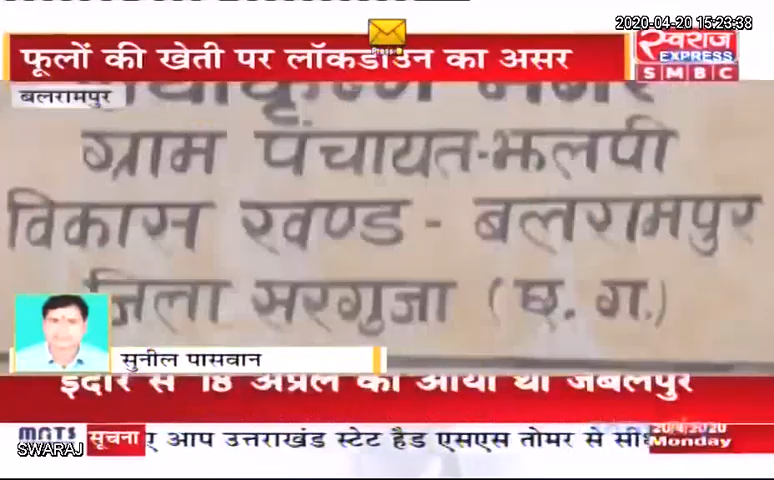 2020-04-20 15:23:38
फूलों की खेती पर लॉकडाउन का असर
स्वराज
EXPRESS
SMBC
बलरामपुर
नगर
ग्राम पंचायत-झलपी
विकास खण्ड - बलरामपुर
जिला सरगुजा (छ. ग.)
सुनील पासवान
इंदौर से 18 अप्रैल को आया था जबलपुर
सूचना
ए आप उत्तराखंड स्टेट हैड एसएस तोमर से सी
20/4/2020
Monday
SWARAJ